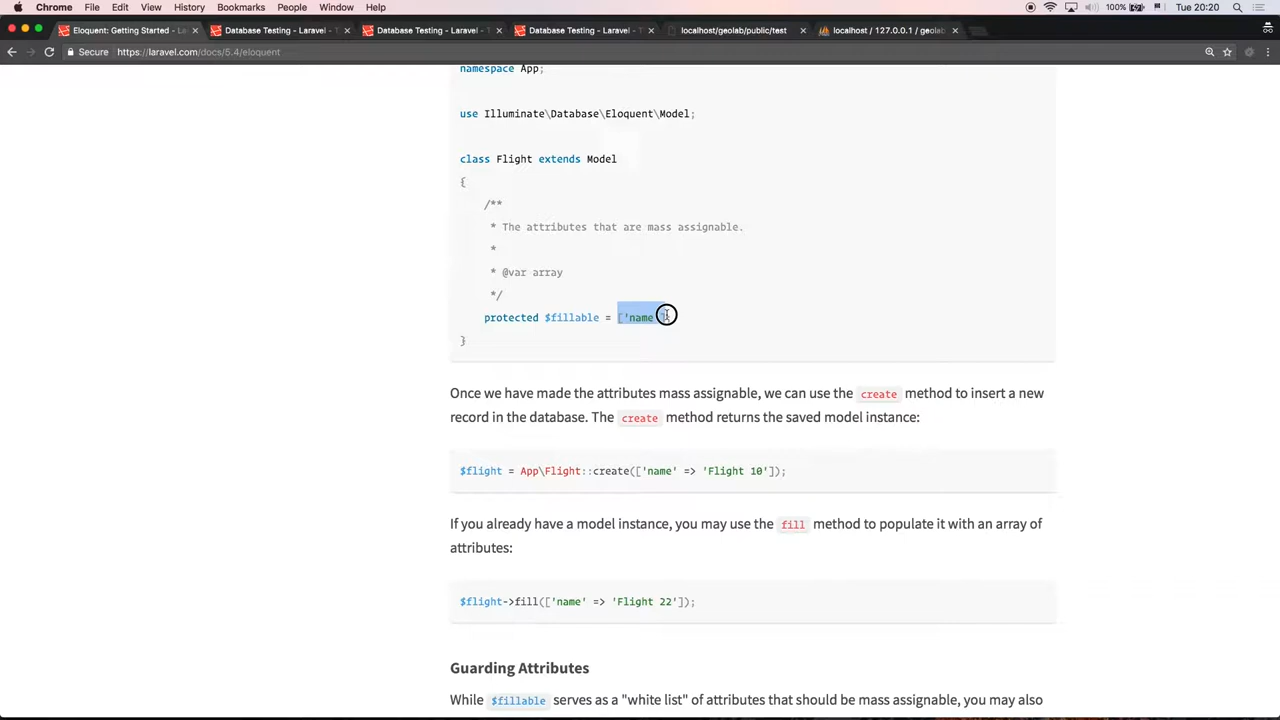 Chrome File Edit View History Bookmarks People Window Help 100% Tue 20:20
Eloquent: Getting Started - La Database Testing - Laravel - T Database Testing - Laravel - T Database Testing - Laravel - T localhost/geolab/public/test localhost / 127.0.0.1 / geolab
Secure https://laravel.com/docs/5.4/eloquent
namespace App;
use Illuminate\Database\Eloquent\Model;
class Flight extends Model
{
/**
* The attributes that are mass assignable.
*
* @var array
*/
protected $fillable = ['name'];
}
Once we have made the attributes mass assignable, we can use the create method to insert a new
record in the database. The create method returns the saved model instance:
$flight = App\Flight::create(['name' => 'Flight 10']);
If you already have a model instance, you may use the fill method to populate it with an array of
attributes:
$flight->fill(['name' => 'Flight 22']);
Guarding Attributes
While $fillable serves as a "white list" of attributes that should be mass assignable, you may also